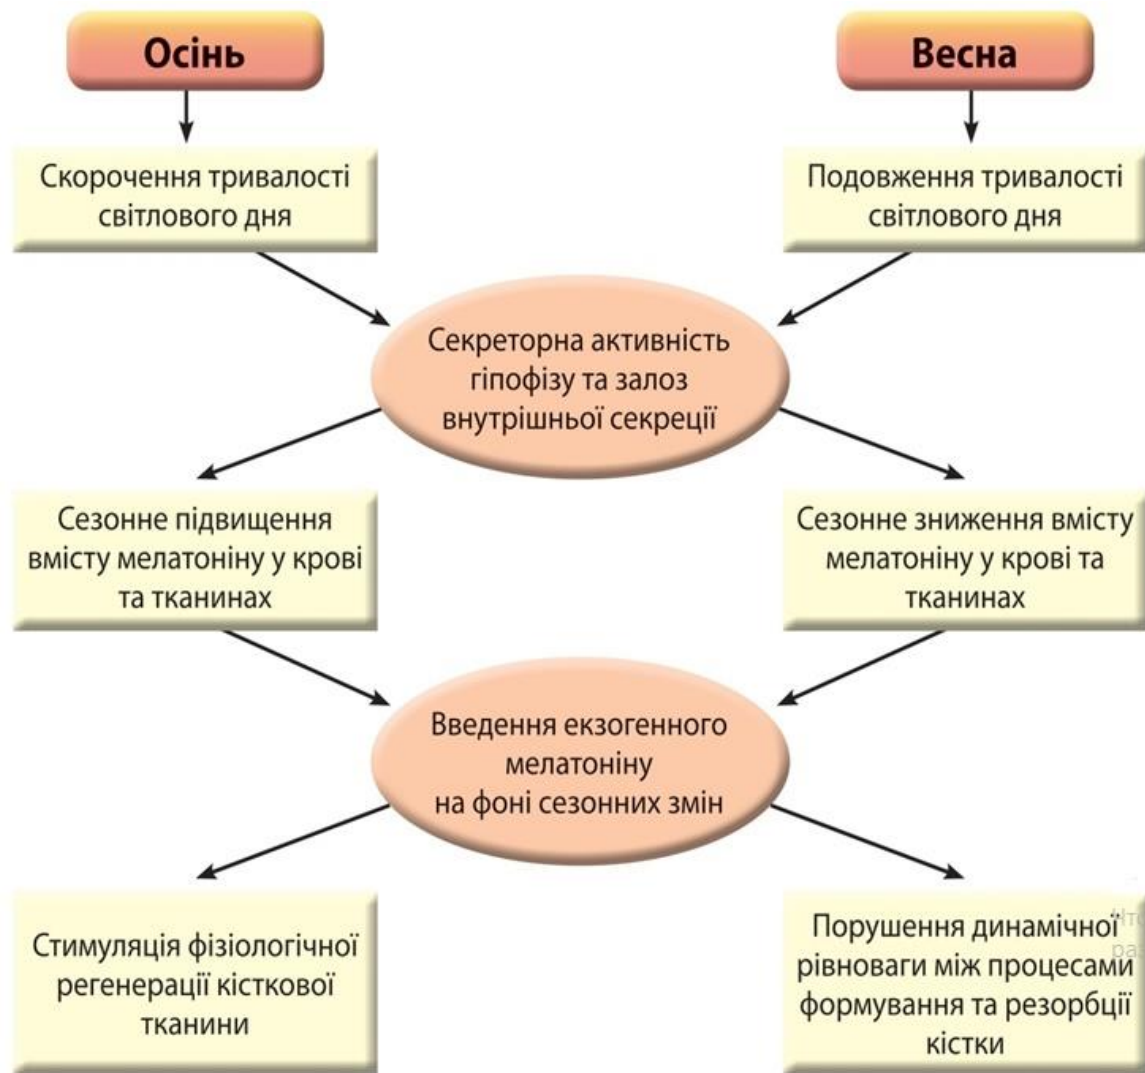 Осінь
Весна
Скорочення тривалості
світлового дня
Подовження тривалості
світлового дня
Секреторна активність
гіпофізу та залоз
внутрішньої секреції
Сезонне підвищення
вмісту мелатоніну у крові
та тканинах
Сезонне зниження вмісту
мелатоніну у крові та
тканинах
Введення екзогенного
мелатоніну
на фоні сезонних змін
Стимуляція фізіологічної
регенерації кісткової
тканини
Порушення динамічної
рівноваги між процесами
формування та резорбції
кістки